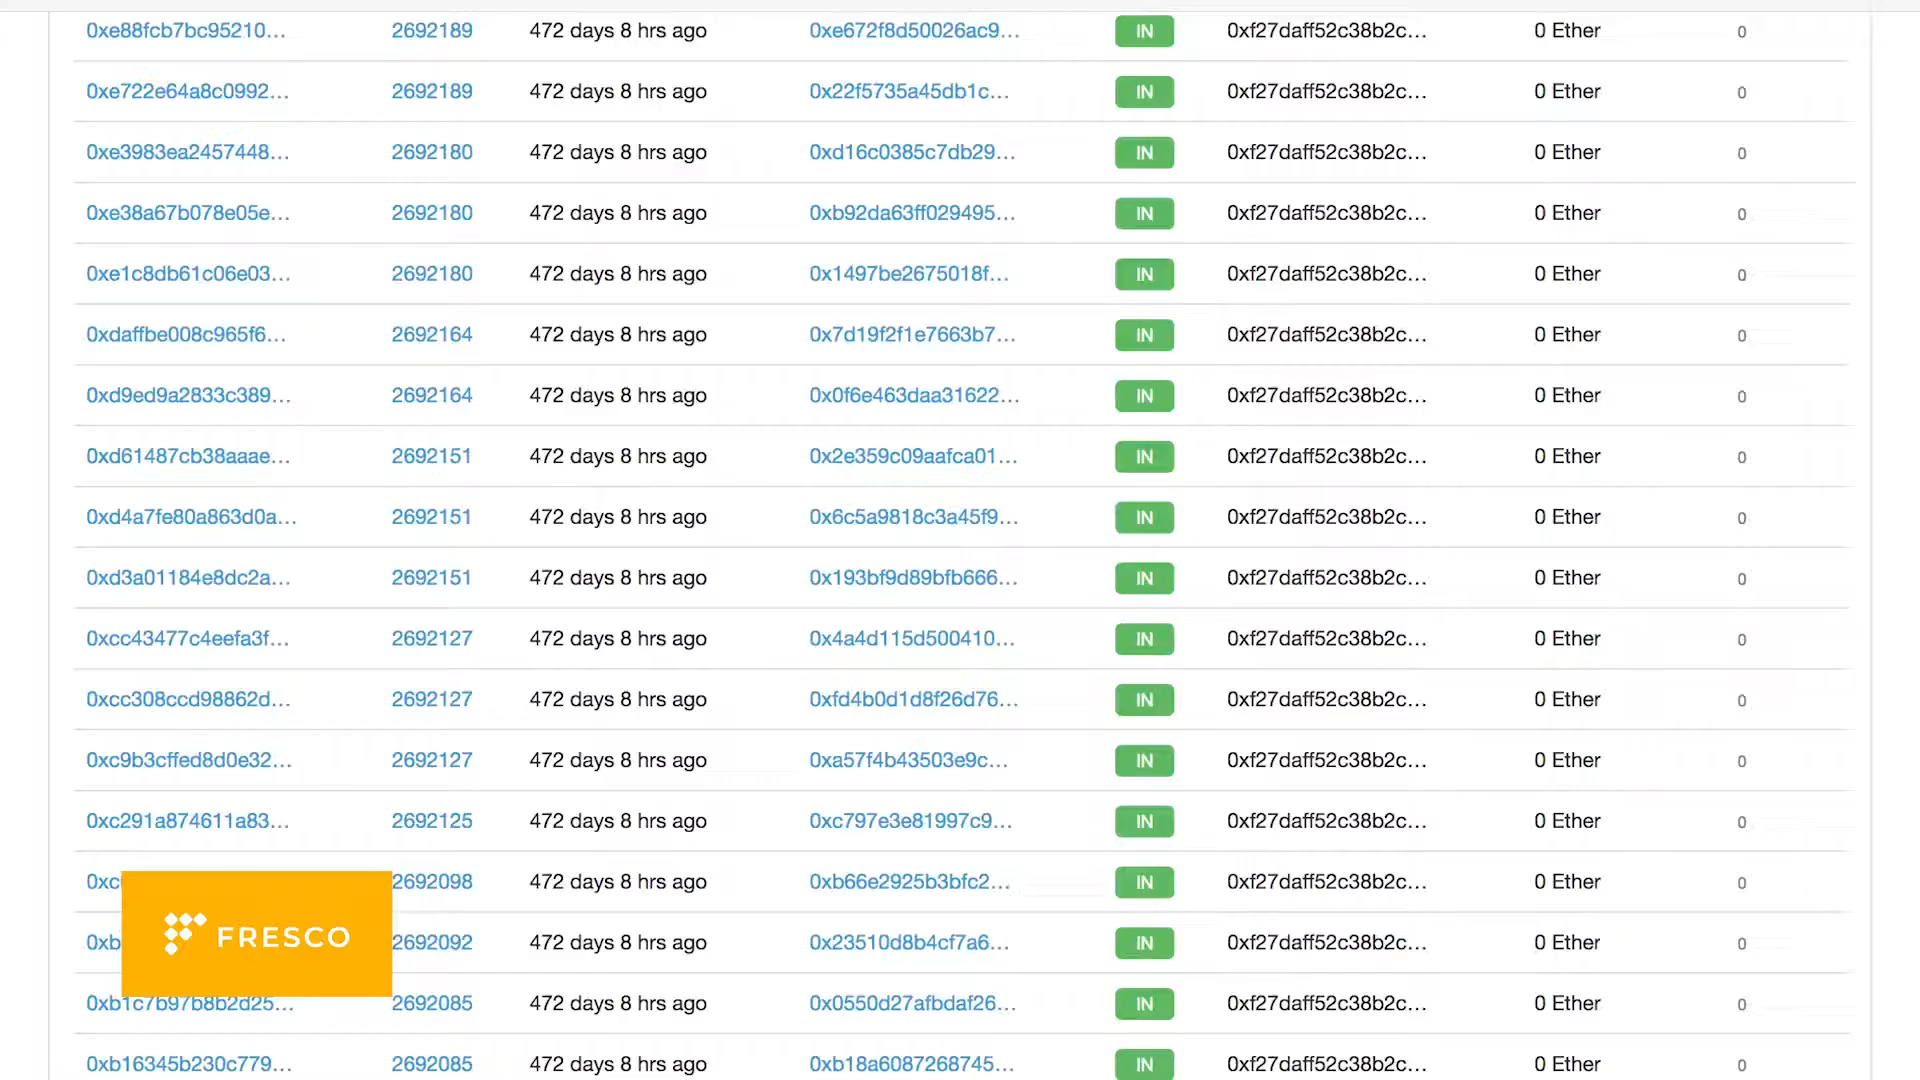 0xe88fcb7bc95210... 2692189 472 days 8 hrs ago 0xe672f8d50026ac9... IN 0xf27daff52c38b2c... 0 Ether 0
0xe722e64a8c0992... 2692189 472 days 8 hrs ago 0x22f5735a45db1c... IN 0xf27daff52c38b2c... 0 Ether 0
0xe3983ea2457448... 2692180 472 days 8 hrs ago 0xd16c0385c7db29... IN 0xf27daff52c38b2c... 0 Ether 0
0xe38a67b078e05e... 2692180 472 days 8 hrs ago 0xb92da63ff029495... IN 0xf27daff52c38b2c... 0 Ether 0
0xe1c8db61c06e03... 2692180 472 days 8 hrs ago 0x1497be2675018f... IN 0xf27daff52c38b2c... 0 Ether 0
0xdaffbe008c965f6... 2692164 472 days 8 hrs ago 0x7d19f2f1e7663b7... IN 0xf27daff52c38b2c... 0 Ether 0
0xd9ed9a2833c389... 2692164 472 days 8 hrs ago 0x0f6e463daa31622... IN 0xf27daff52c38b2c... 0 Ether 0
0xd61487cb38aaae... 2692151 472 days 8 hrs ago 0x2e359c09aafca01... IN 0xf27daff52c38b2c... 0 Ether 0
0xd4a7fe80a863d0a... 2692151 472 days 8 hrs ago 0x6c5a9818c3a45f9... IN 0xf27daff52c38b2c... 0 Ether 0
0xd3a01184e8dc2a... 2692151 472 days 8 hrs ago 0x193bf9d89bfb666... IN 0xf27daff52c38b2c... 0 Ether 0
0xcc43477c4eefa3f... 2692127 472 days 8 hrs ago 0x4a4d115d500410... IN 0xf27daff52c38b2c... 0 Ether 0
0xcc308ccd98862d... 2692127 472 days 8 hrs ago 0xfd4b0d1d8f26d76... IN 0xf27daff52c38b2c... 0 Ether 0
0xc9b3cffed8d0e32... 2692127 472 days 8 hrs ago 0xa57f4b43503e9c... IN 0xf27daff52c38b2c... 0 Ether 0
0xc291a874611a83... 2692125 472 days 8 hrs ago 0xc797e3e81997c9... IN 0xf27daff52c38b2c... 0 Ether 0
2692098 472 days 8 hrs ago 0xb66e2925b3bfc2... IN 0xf27daff52c38b2c... 0 Ether 0
FRESCO
0xb 2692092 472 days 8 hrs ago 0x23510d8b4cf7a6... IN 0xf27daff52c38b2c... 0 Ether 0
0xb1c7b97b8b2d25... 2692085 472 days 8 hrs ago 0x0550d27afbdaf26... IN 0xf27daff52c38b2c... 0 Ether 0
0xb16345b230c779... 2692085 472 days 8 hrs ago 0xb18a6087268745... IN 0xf27daff52c38b2c... 0 Ether 0